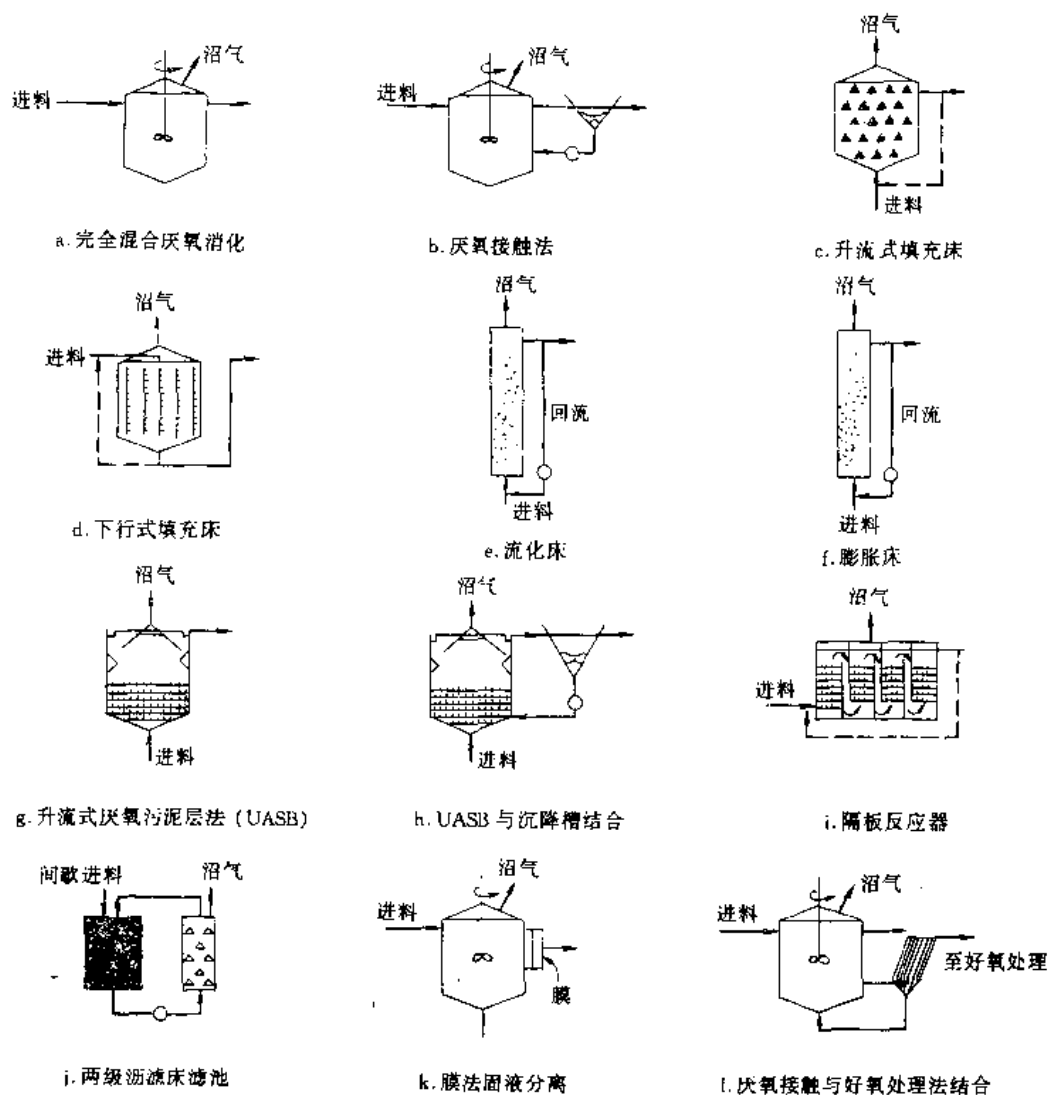 沼气
进料
a.完全混合厌氧消化
沼气
进料
b.厌氧接触法
沼气
进料
c.升流式填充床
沼气
进料
d.下行式填充床
沼气
回流
进料
e.流化床
沼气
回流
进料
f.膨胀床
沼气
进料
g.升流式厌氧污泥层法(UASB)
沼气
进料
h.UASB与沉降槽结合
沼气
进料
i.隔板反应器
间歇进料
沼气
j.两级沥滤床滤池
沼气
进料
膜
k.膜法固液分离
沼气
进料
至好氧处理
l.厌氧接触与好氧处理法结合